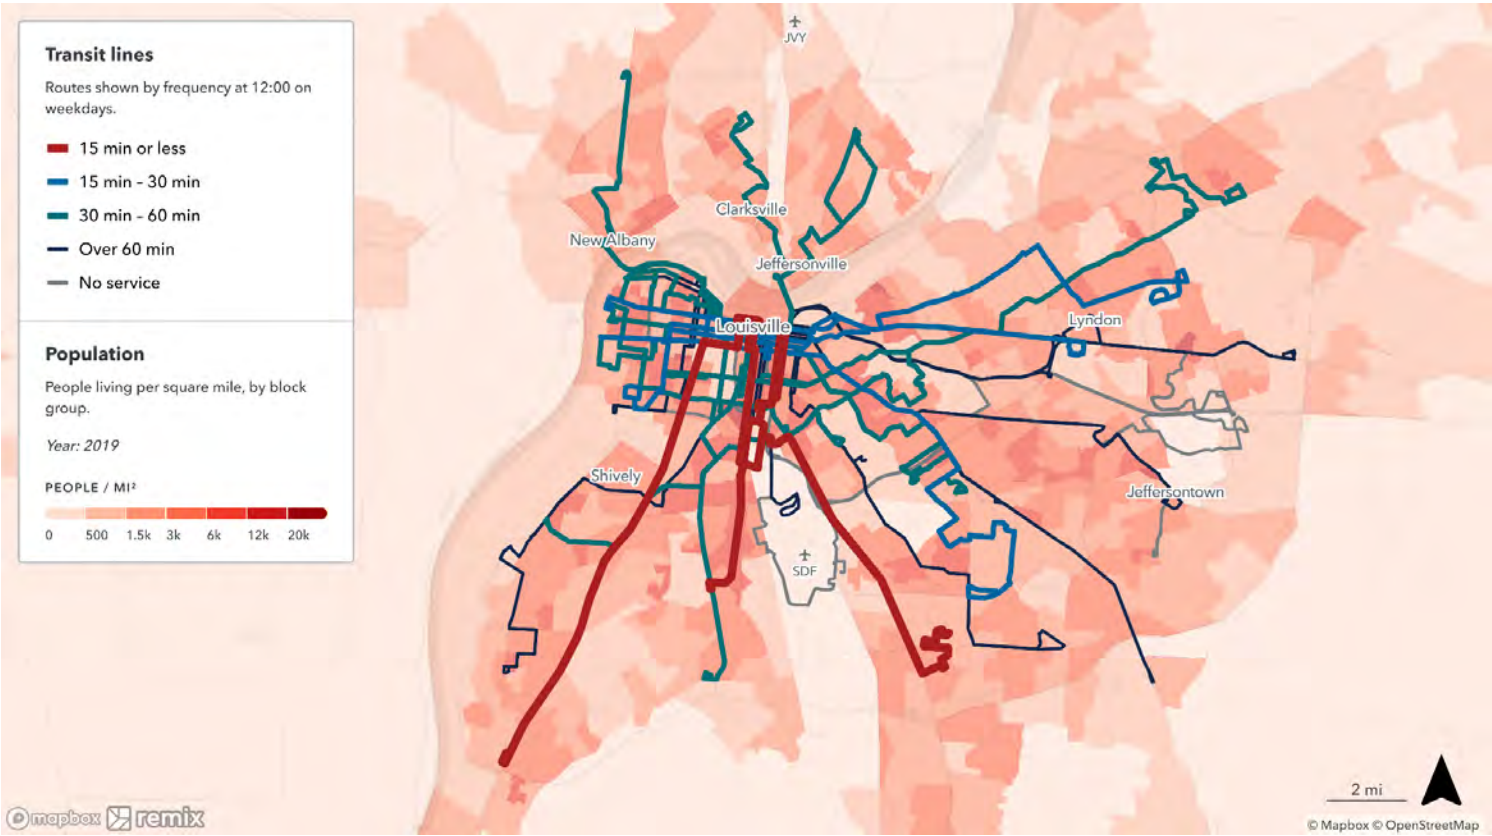 Transit lines
Routes shown by frequency at 12:00 on
weekdays.
15 min or less
15 min – 30 min
30 min – 60 min
Over 60 min
No service
Population
People living per square mile, by block
group.
Year: 2019
PEOPLE / MI²
0 500 1.5k 3k 6k 12k 20k
JVY
Clarksville
New Albany
Jeffersonville
Louisville
Lyndon
Shively
Jeffersontown
SDF
2 mi
mapbox remix
© Mapbox © OpenStreetMap